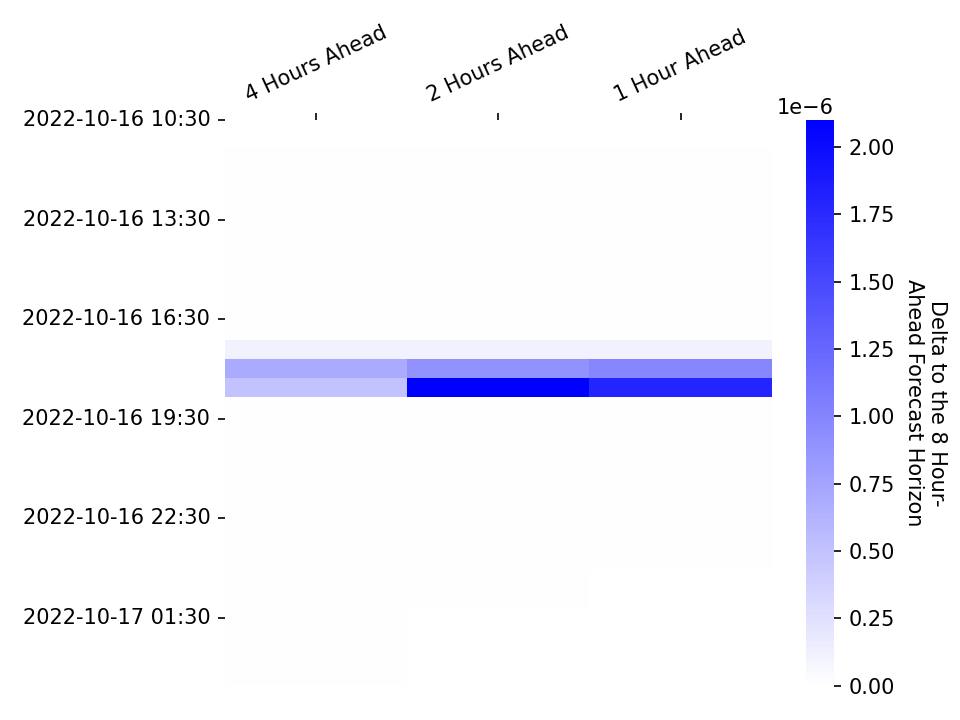 4 Hours Ahead
2 Hours Ahead
1 Hour Ahead
1e−6
2022-10-16 10:30
2022-10-16 13:30
2022-10-16 16:30
2022-10-16 19:30
2022-10-16 22:30
2022-10-17 01:30
2.00
1.75
1.50
1.25
1.00
0.75
0.50
0.25
0.00
Delta to the 8 Hour-
Ahead Forecast Horizon